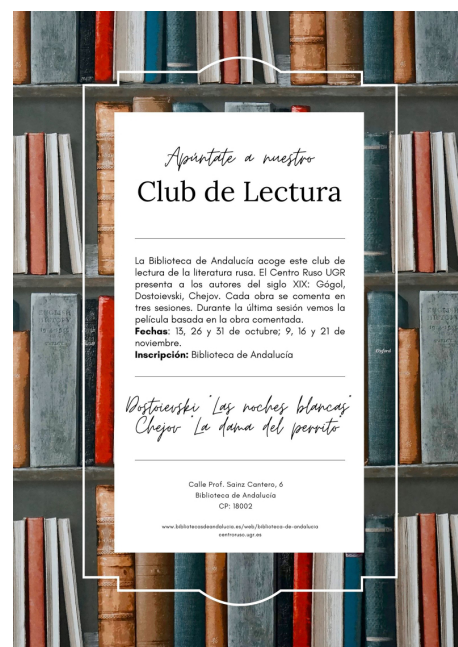 Apúntate a nuestro
Club de Lectura
La Biblioteca de Andalucía acoge este club de
lectura de la literatura rusa. El Centro Ruso UGR
presenta a los autores del siglo XIX: Gógol,
Dostoievski, Chejov. Cada obra se comenta en
tres sesiones. Durante la última sesión vemos la
película basada en la obra comentada.
Fechas: 13, 26 y 31 de octubre; 9, 16 y 21 de
noviembre.
Inscripción: Biblioteca de Andalucía
Dostoievski "Las noches blancas"
Chejov "La dama del perrito"
Calle Prof. Sainz Cantero, 6
Biblioteca de Andalucía
CP: 18002
www.bibliotecasdeandalucia.es/web/biblioteca-de-andalucia
centroruso.ugr.es